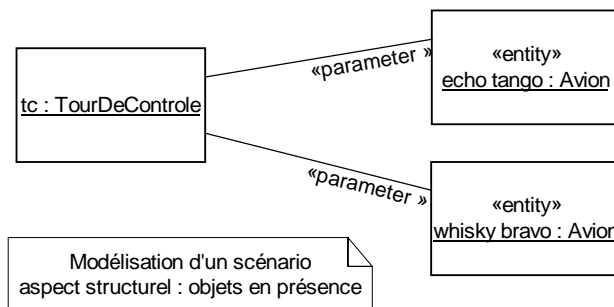 «entity»
echo tango : Avion
«parameter »
tc : TourDeControle
«parameter »
«entity»
whisky bravo : Avion
Modélisation d'un scénario
aspect structurel : objets en présence